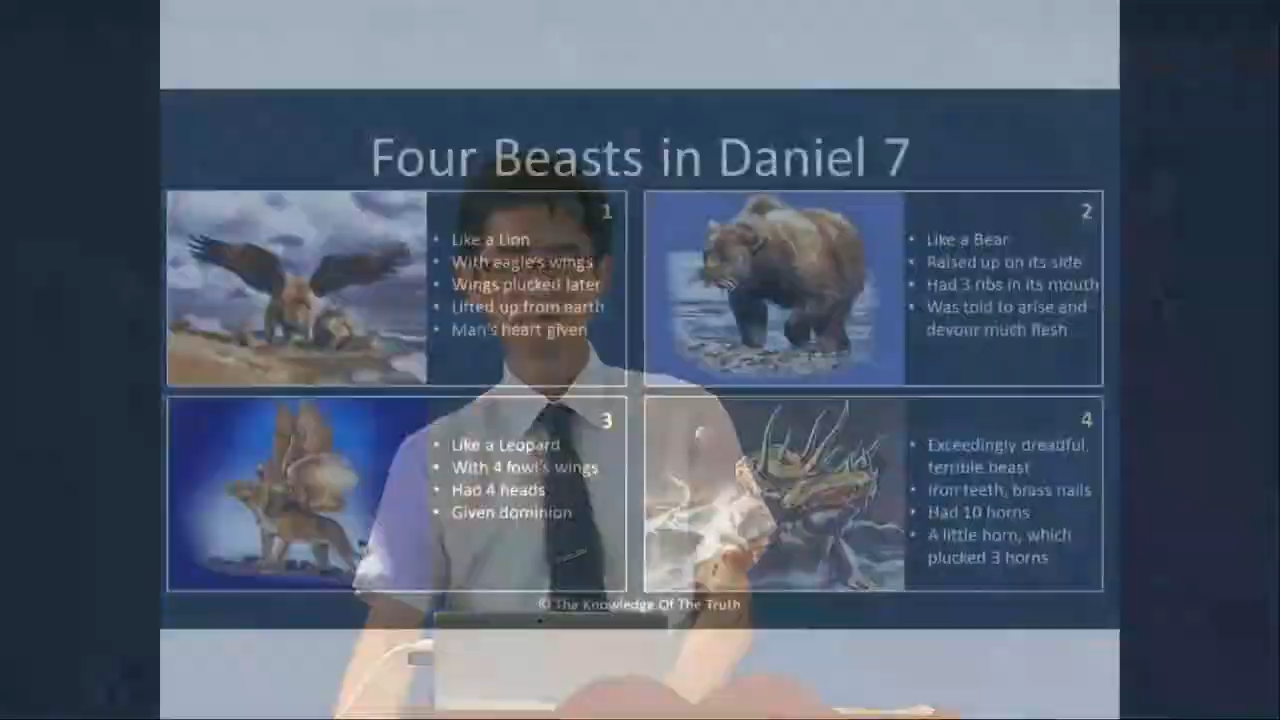 Four Beasts in Daniel 7
1
• Like a Lion
• With eagle's wings
• Wings plucked later
• Lifted up from earth
• Man's heart given
2
• Like a Bear
• Raised up on its side
• Had 3 ribs in its mouth
• Was told to arise and
devour much flesh
3
• Like a Leopard
• With 4 fowl's wings
• Had 4 heads
• Given dominion
4
• Exceedingly dreadful,
terrible beast
• Iron teeth, brass nails
• Had 10 horns
• A little horn, which
plucked 3 horns
© The Knowledge Of The Truth